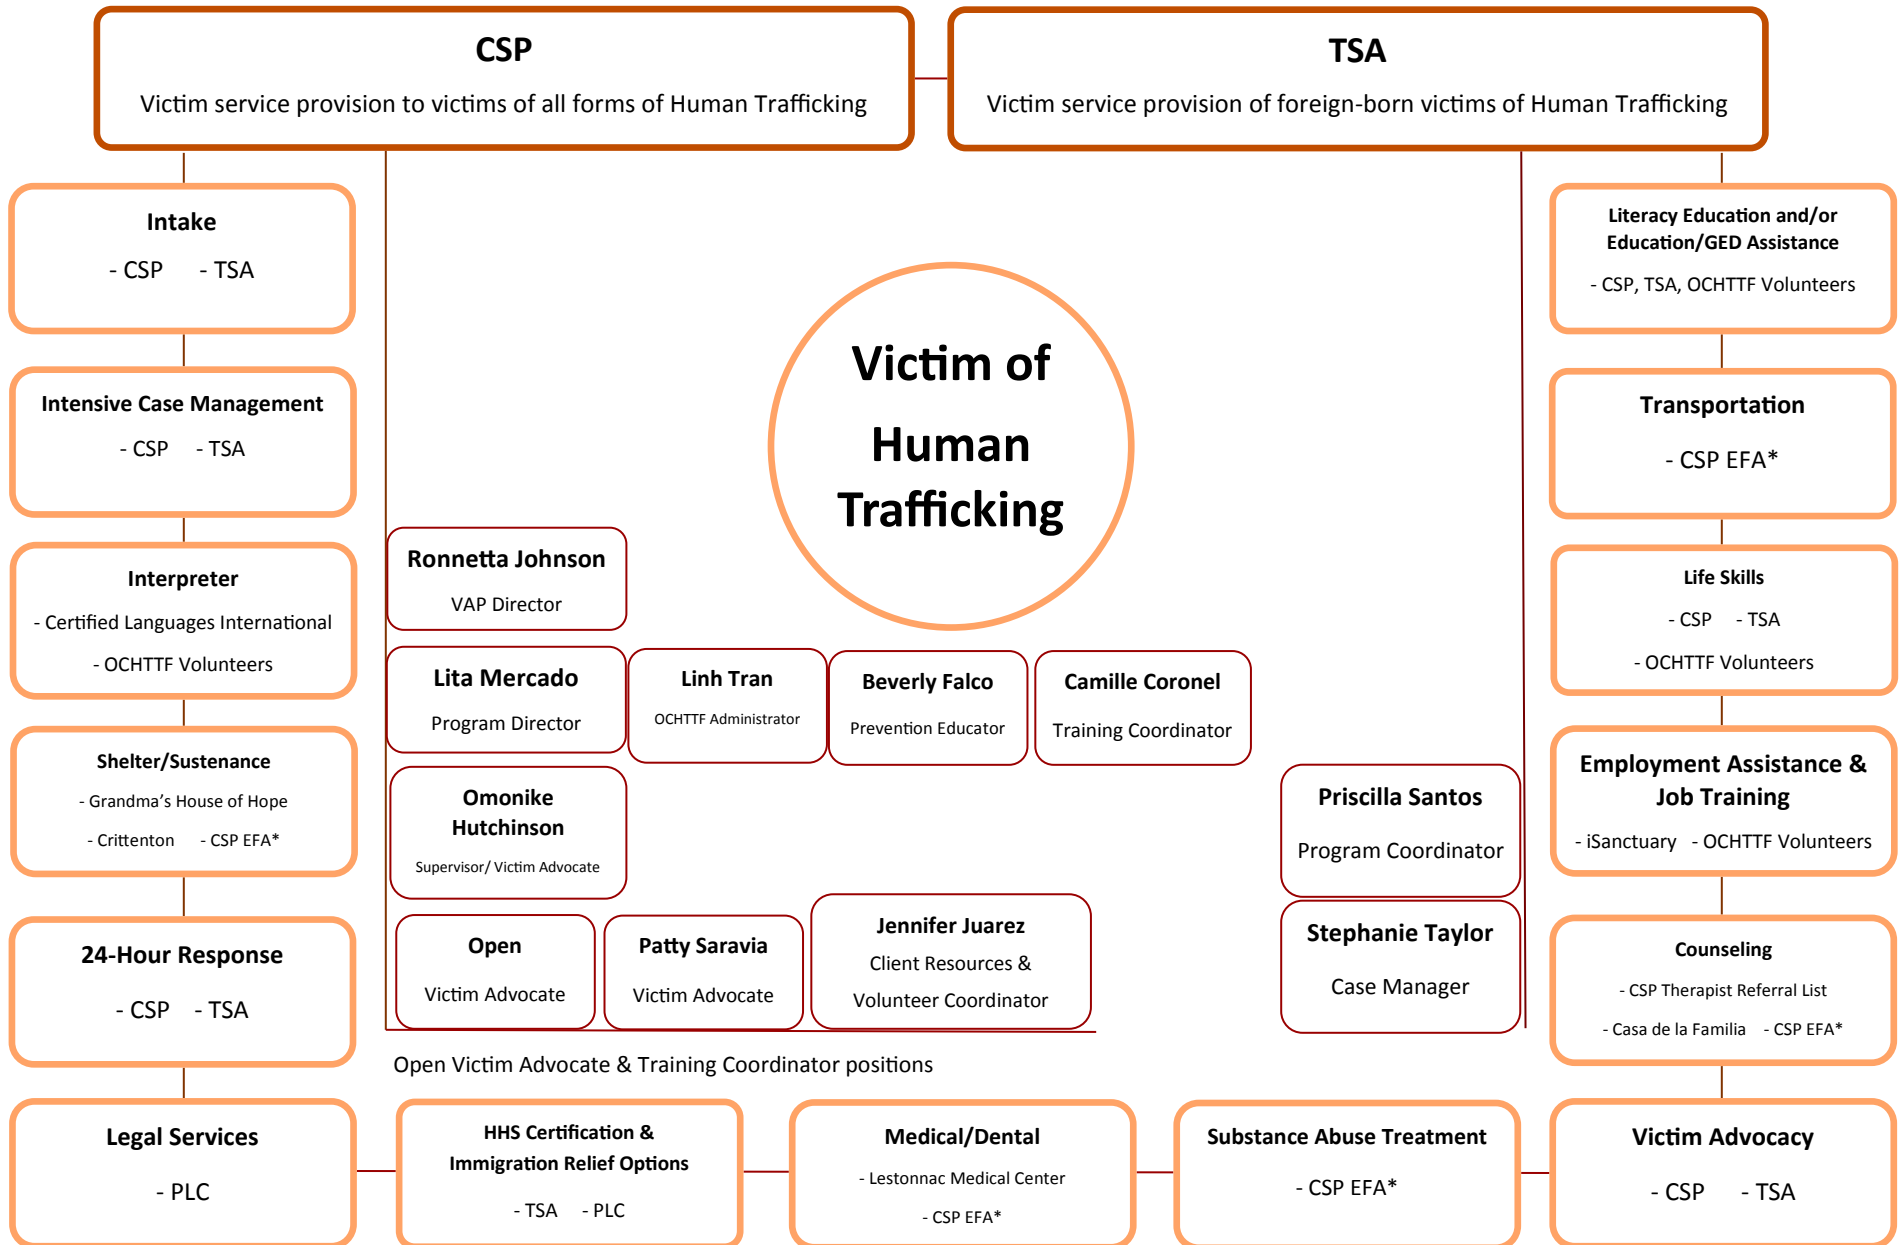 CSP
Victim service provision to victims of all forms of Human Trafficking
TSA
Victim service provision of foreign-born victims of Human Trafficking
Intake
- CSP - TSA
Intensive Case Management
- CSP - TSA
Interpreter
- Certified Languages International
- OCHTTF Volunteers
Shelter/Sustenance
- Grandma's House of Hope
- Crittenton - CSP EFA*
24-Hour Response
- CSP - TSA
Legal Services
- PLC
Victim of
Human
Trafficking
Ronnetta Johnson
VAP Director
Lita Mercado
Program Director
Linh Tran
OCHTTF Administrator
Beverly Falco
Prevention Educator
Camille Coronel
Training Coordinator
Omonike
Hutchinson
Supervisor/ Victim Advocate
Open
Victim Advocate
Patty Saravia
Victim Advocate
Jennifer Juarez
Client Resources &
Volunteer Coordinator
Priscilla Santos
Program Coordinator
Stephanie Taylor
Case Manager
Open Victim Advocate & Training Coordinator positions
HHS Certification &
Immigration Relief Options
- TSA - PLC
Medical/Dental
- Lestonnac Medical Center
- CSP EFA*
Substance Abuse Treatment
- CSP EFA*
Literacy Education and/or
Education/GED Assistance
- CSP, TSA, OCHTTF Volunteers
Transportation
- CSP EFA*
Life Skills
- CSP - TSA
- OCHTTF Volunteers
Employment Assistance &
Job Training
- iSanctuary - OCHTTF Volunteers
Counseling
- CSP Therapist Referral List
- Casa de la Familia - CSP EFA*
Victim Advocacy
- CSP - TSA